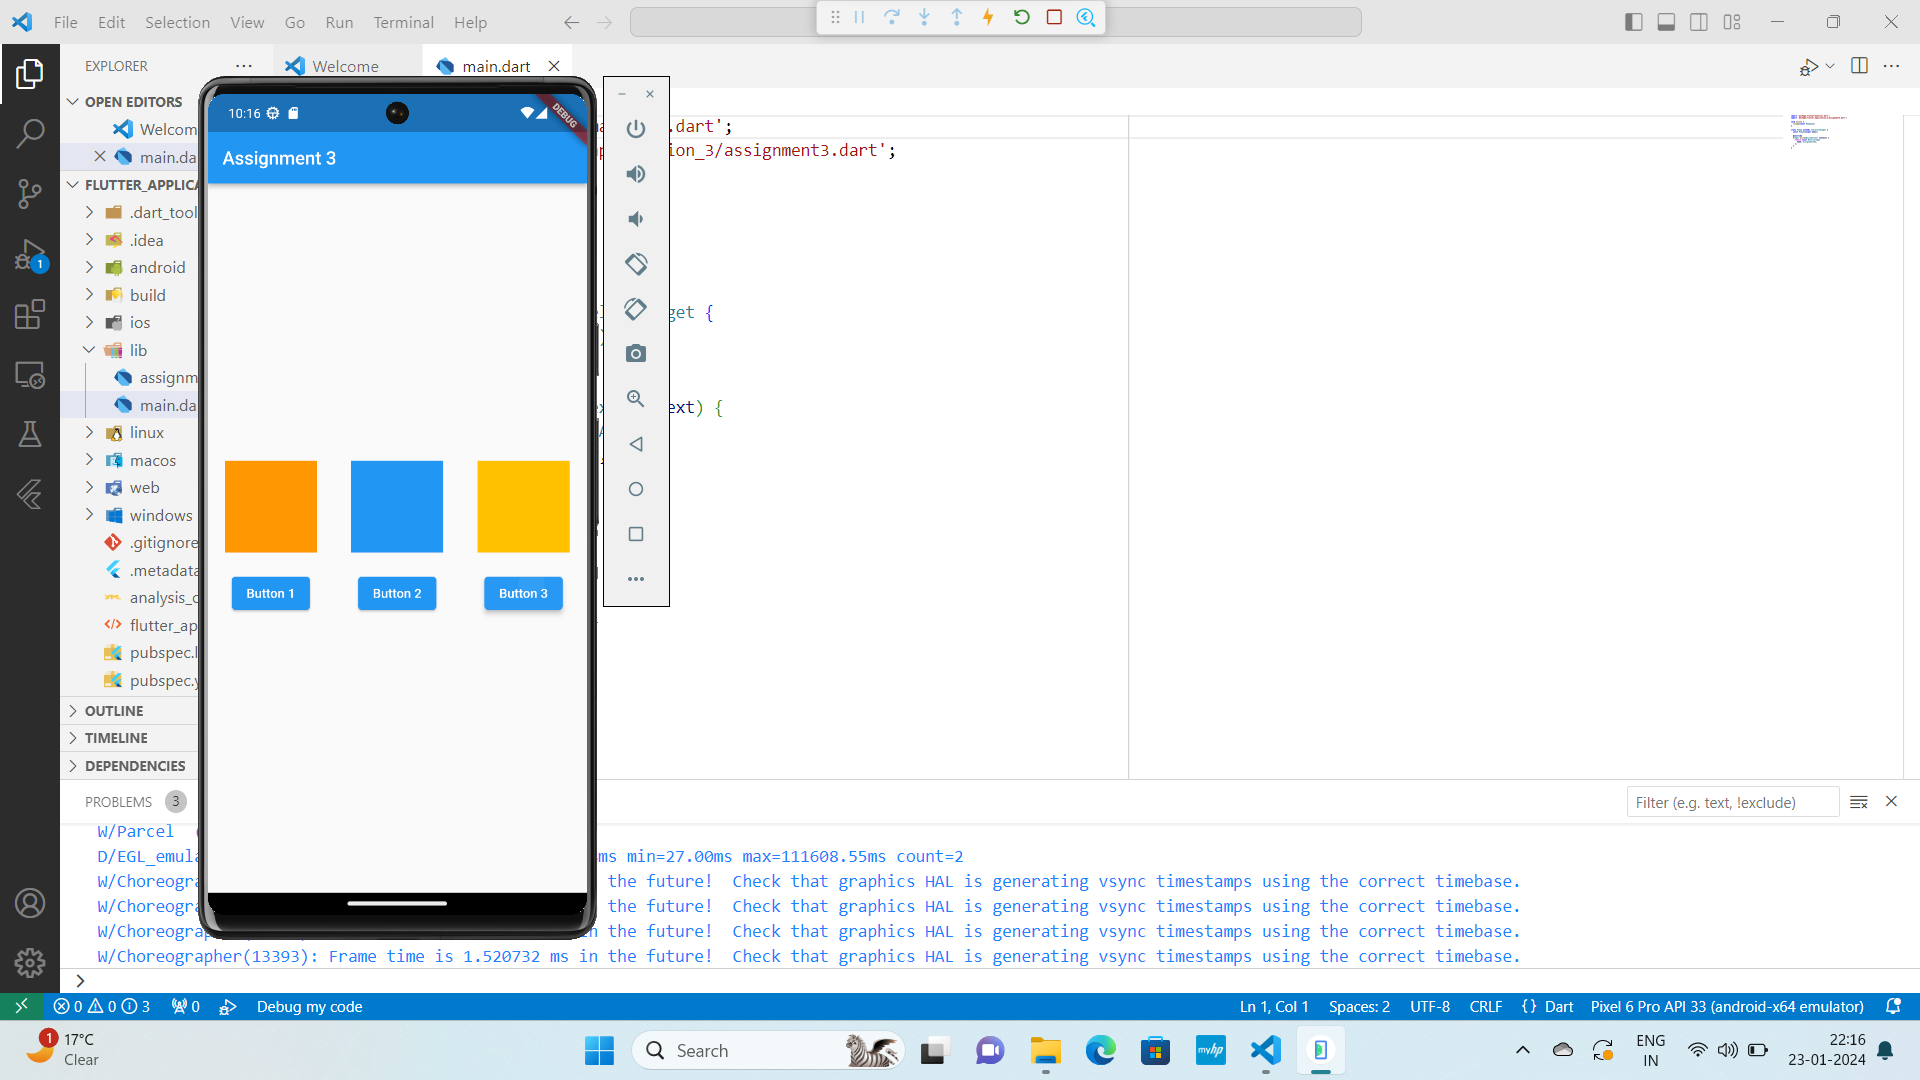 File Edit Selection View Go Run Terminal Help
EXPLORER
Welcome
main.dart
OPEN EDITORS
Welcom
main.da
FLUTTER_APPLICA
.dart_tool
.idea
android
build
ios
lib
assignm
main.da
linux
macos
web
windows
.gitignore
.metadata
analysis_c
flutter_ap
pubspec.l
pubspec.y
OUTLINE
TIMELINE
DEPENDENCIES
10:16
DEBUG
Assignment 3
Button 1 Button 2 Button 3
.dart';
ion_3/assignment3.dart';
get {
ext) {
PROBLEMS 3
Filter (e.g. text, !exclude)
W/Parcel
D/EGL_emula ms min=27.00ms max=111608.55ms count=2
W/Choreogra the future! Check that graphics HAL is generating vsync timestamps using the correct timebase.
W/Choreogra the future! Check that graphics HAL is generating vsync timestamps using the correct timebase.
W/Choreograp in the future! Check that graphics HAL is generating vsync timestamps using the correct timebase.
W/Choreographer(13393): Frame time is 1.520732 ms in the future! Check that graphics HAL is generating vsync timestamps using the correct timebase.
0 0 3 0 Debug my code
Ln 1, Col 1 Spaces: 2 UTF-8 CRLF {} Dart Pixel 6 Pro API 33 (android-x64 emulator)
1
17°C
Clear
Search
myhp
ENG
IN
22:16
23-01-2024